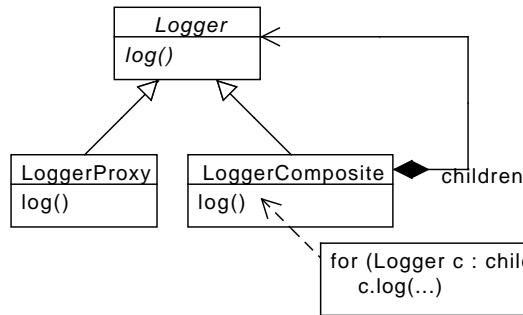 Logger
log()
LoggerProxy
log()
LoggerComposite
log()
children
for (Logger c : chil
c.log(...)